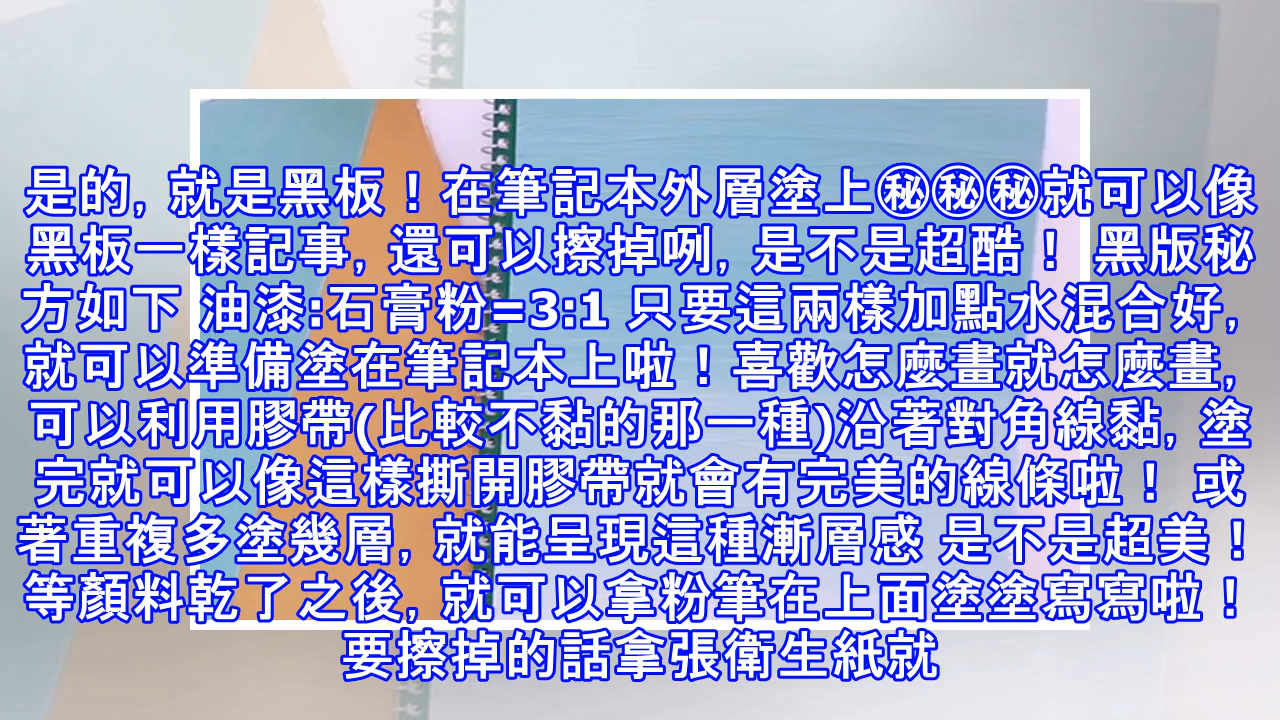 是的, 就是黑板！在筆記本外層塗上㊙㊙㊙就可以像
黑板一樣記事, 還可以擦掉咧, 是不是超酷！ 黑版秘
方如下 油漆:石膏粉=3:1 只要這兩樣加點水混合好,
就可以準備塗在筆記本上啦！喜歡怎麼畫就怎麼畫,
可以利用膠帶(比較不黏的那一種)沿著對角線黏, 塗
完就可以像這樣撕開膠帶就會有完美的線條啦！ 或
著重複多塗幾層, 就能呈現這種漸層感 是不是超美！
等顏料乾了之後, 就可以拿粉筆在上面塗塗寫寫啦！
要擦掉的話拿張衛生紙就